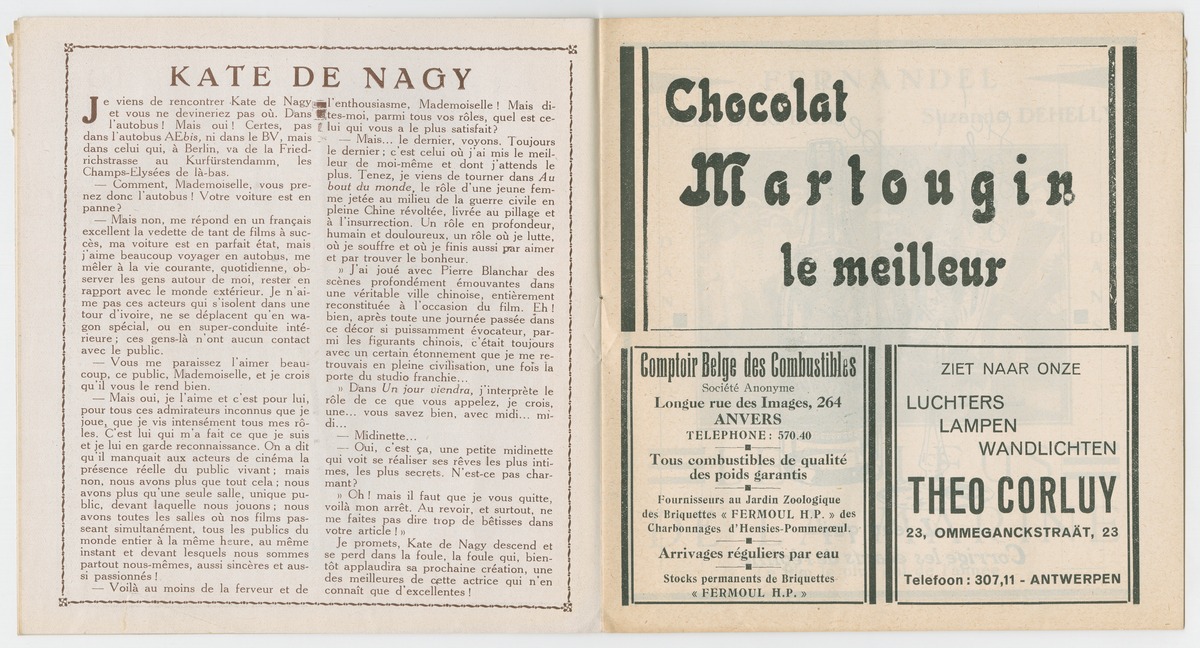 KATE DE NAGY
Je viens de rencontrer Kate de Nagy
et vous ne devineriez pas où. Dans
l'autobus ! Mais oui ! Certes, pas
dans l'autobus AEbis, ni dans le BV, mais
dans celui qui, à Berlin, va de la Fried-
richstrasse au Kurfürstendamm, les
Champs-Elysées de là-bas.
— Comment, Mademoiselle, vous pre-
nez donc l'autobus ! Votre voiture est en
panne ?
— Mais non, me répond en un français
excellent la vedette de tant de films à suc-
cès, ma voiture est en parfait état, mais
j'aime beaucoup voyager en autobus, me
mêler à la vie courante, quotidienne, ob-
server les gens autour de moi, rester en
rapport avec le monde extérieur. Je n'ai-
me pas ces acteurs qui s'isolent dans une
tour d'ivoire, ne se déplacent qu'en wa-
gon spécial, ou en super-conduite inté-
rieure ; ces gens-là n'ont aucun contact
avec le public.
— Vous me paraissez l'aimer beau-
coup, ce public, Mademoiselle, et je crois
qu'il vous le rend bien.
— Mais oui, je l'aime et c'est pour lui,
pour tous ces admirateurs inconnus que je
joue, que je vis intensément tous mes rô-
les. C'est lui qui m'a fait ce que je suis
et je lui en garde reconnaissance. On a dit
qu'il manquait aux acteurs de cinéma la
présence réelle du public vivant ; mais
non, nous avons plus que tout cela ; nous
avons plus qu'une seule salle, unique pu-
blic, devant laquelle nous jouons ; nous
avons toutes les salles où nos films pas-
seant simultanément, tous les publics du
monde entier à la même heure, au même
instant et devant lesquels nous sommes
partout nous-mêmes, aussi sincères et aus-
si passionnés !
— Voilà au moins de la ferveur et de
l'enthousiasme, Mademoiselle ! Mais di-
tes-moi, parmi tous vos rôles, quel est ce-
lui qui vous a le plus satisfait ?
— Mais... le dernier, voyons. Toujours
le dernier ; c'est celui où j'ai mis le meil-
leur de moi-même et dont j'attends le
plus. Tenez, je viens de tourner dans Au
bout du monde, le rôle d'une jeune fem-
me jetée au milieu de la guerre civile en
pleine Chine révoltée, livrée au pillage et
à l'insurrection. Un rôle en profondeur,
humain et douloureux, un rôle où je lutte,
où je souffre et où je finis aussi par aimer
et par trouver le bonheur.
» J'ai joué avec Pierre Blanchar des
scènes profondément émouvantes dans
une véritable ville chinoise, entièrement
reconstituée à l'occasion du film. Eh !
bien, après toute une journée passée dans
ce décor si puissamment évocateur, par-
mi les figurants chinois, c'était toujours
avec un certain étonnement que je me re-
trouvais en pleine civilisation, une fois la
porte du studio franchie...
» Dans Un jour viendra, j'interprète le
rôle de ce que vous appelez, je crois,
une... vous savez bien, avec midi... mi-
di...
— Midinette...
— Oui, c'est ça, une petite midinette
qui voit se réaliser ses rêves les plus inti-
mes, les plus secrets. N'est-ce pas char-
mant ?
» Oh ! mais il faut que je vous quitte,
voilà mon arrêt. Au revoir, et surtout, ne
me faites pas dire trop de bêtisses dans
votre article ! »
Je promets, Kate de Nagy descend et
se perd dans la foule, la foule qui, bien-
tôt applaudira sa prochaine création, une
des meilleures de cette actrice qui n'en
connaît que d'excellentes !
Chocolat
Martougin
le meilleur
Comptoir Belge des Combustibles
Société Anonyme
Longue rue des Images, 264
ANVERS
TELEPHONE : 570.40
Tous combustibles de qualité
des poids garantis
Fournisseurs au Jardin Zoologique
des Briquettes « FERMOUL H.P. » des
Charbonnages d'Hensies-Pommerœul.
Arrivages réguliers par eau
Stocks permanents de Briquettes
« FERMOUL H.P. »
ZIET NAAR ONZE
LUCHTERS
LAMPEN
WANDLICHTEN
THEO CORLUY
23, OMMEGANCKSTRAÄT, 23
Telefoon : 307,11 - ANTWERPEN